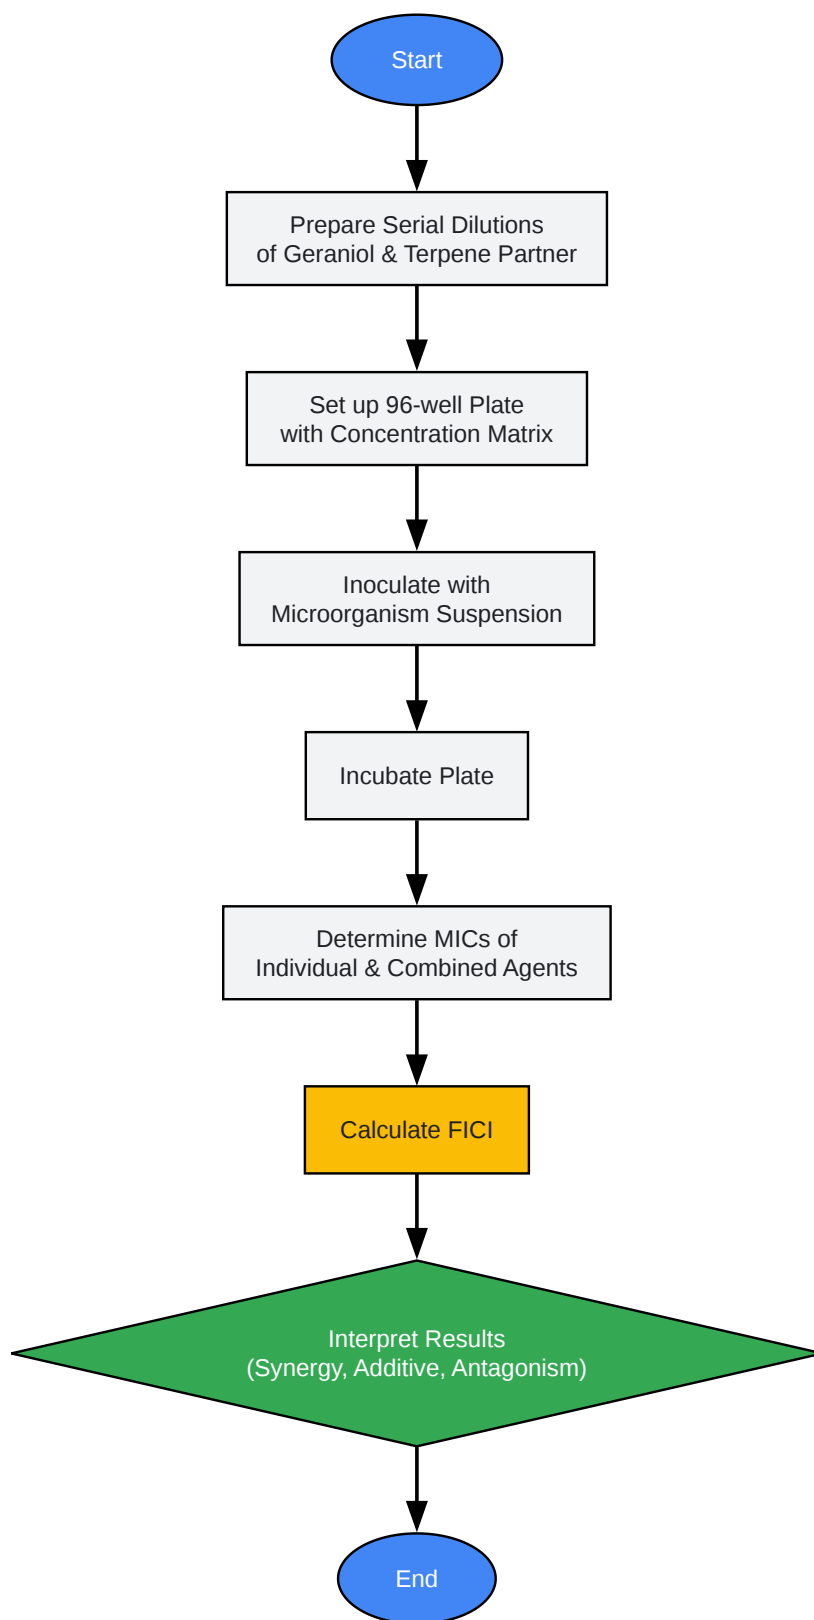 Start
Prepare Serial Dilutions
of Geraniol & Terpene Partner
Set up 96-well Plate
with Concentration Matrix
Inoculate with
Microorganism Suspension
Incubate Plate
Determine MICs of
Individual & Combined Agents
Calculate FICI
Interpret Results
(Synergy, Additive, Antagonism)
End